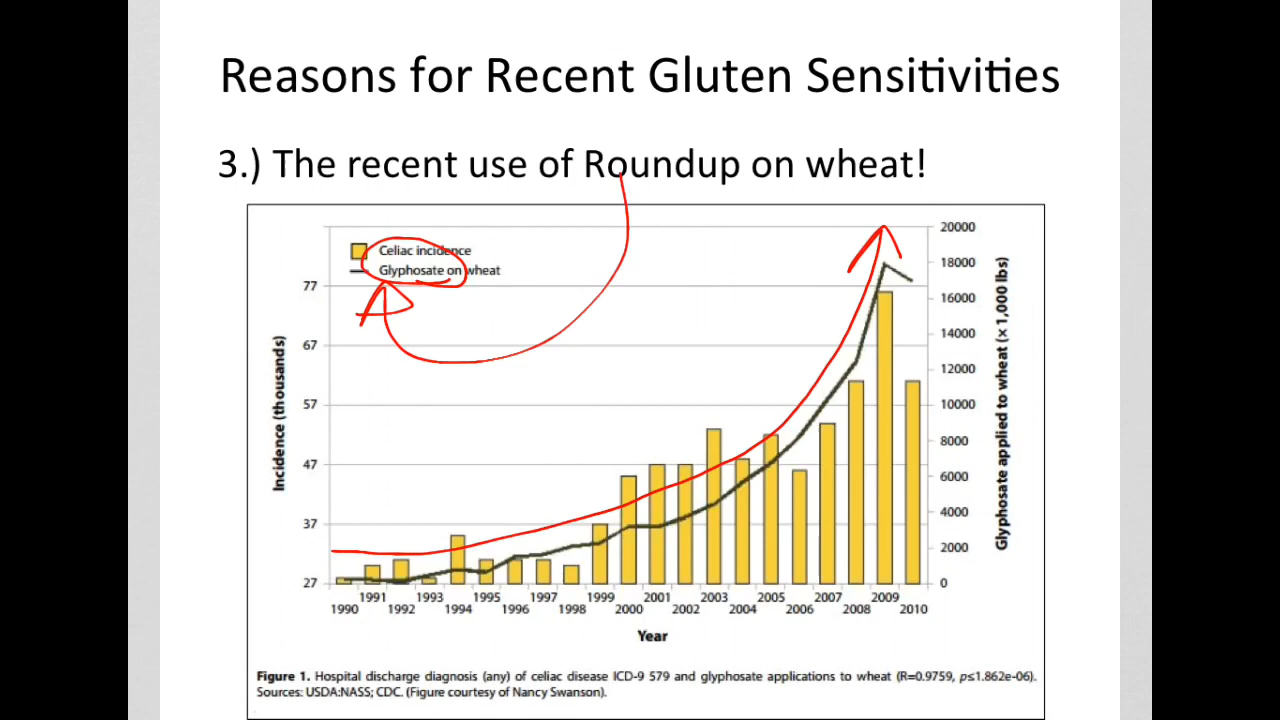 Reasons for Recent Gluten Sensitivities
3.) The recent use of Roundup on wheat!
Celiac incidence
Glyphosate on wheat
20000
18000
77
16000
14000
67
12000
57
10000
8000
47
6000
37
4000
2000
27
0
Incidence (thousands)
Glyphosate applied to wheat (× 1,000 lbs)
1991 1993 1995 1997 1999 2001 2003 2005 2007 2009
1990 1992 1994 1996 1998 2000 2002 2004 2006 2008 2010
Year
Figure 1. Hospital discharge diagnosis (any) of celiac disease ICD-9 579 and glyphosate applications to wheat (R=0.9759, p≤1.862e-06).
Sources: USDA:NASS; CDC. (Figure courtesy of Nancy Swanson).